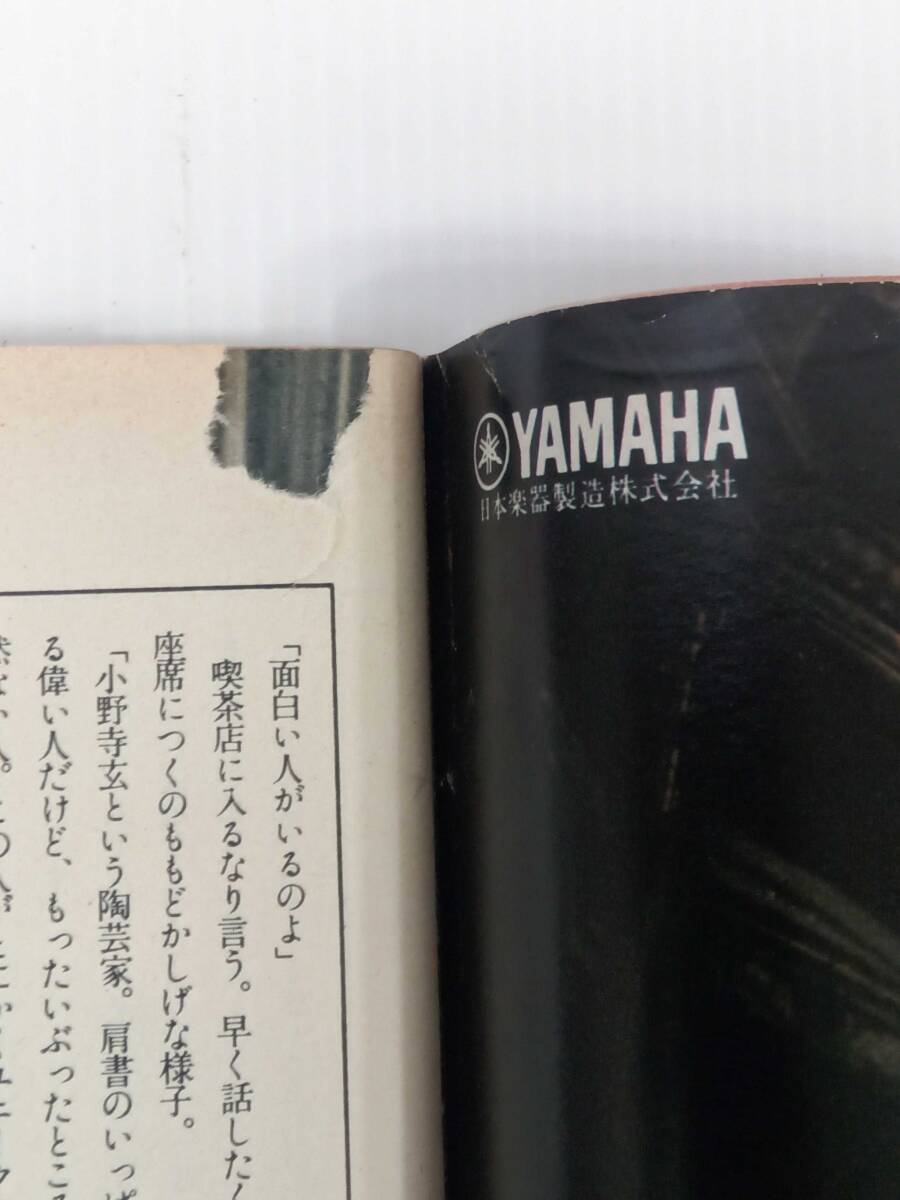 YAMAHA
日本楽器製造株式会社
「面白い人がいるのよ」
喫茶店に入るなり言う。早く話したく
座席につくのももどかしげな様子。
「小野寺玄という陶芸家。肩書のいっぱ
る偉い人だけど、もったいぶったところ